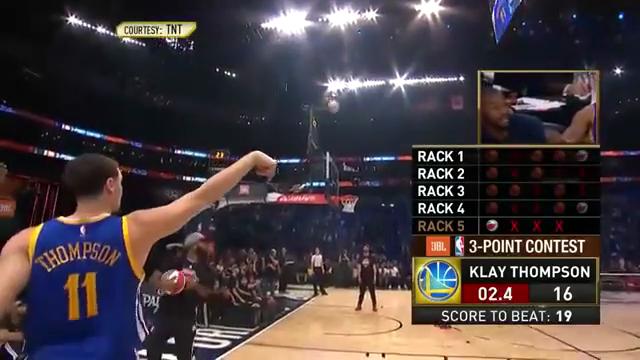 COURTESY: TNT
RACK 1
RACK 2
RACK 3
RACK 4
RACK 5 X X X
JBL 3-POINT CONTEST
KLAY THOMPSON
02.4 16
SCORE TO BEAT: 19
THOMPSON
11